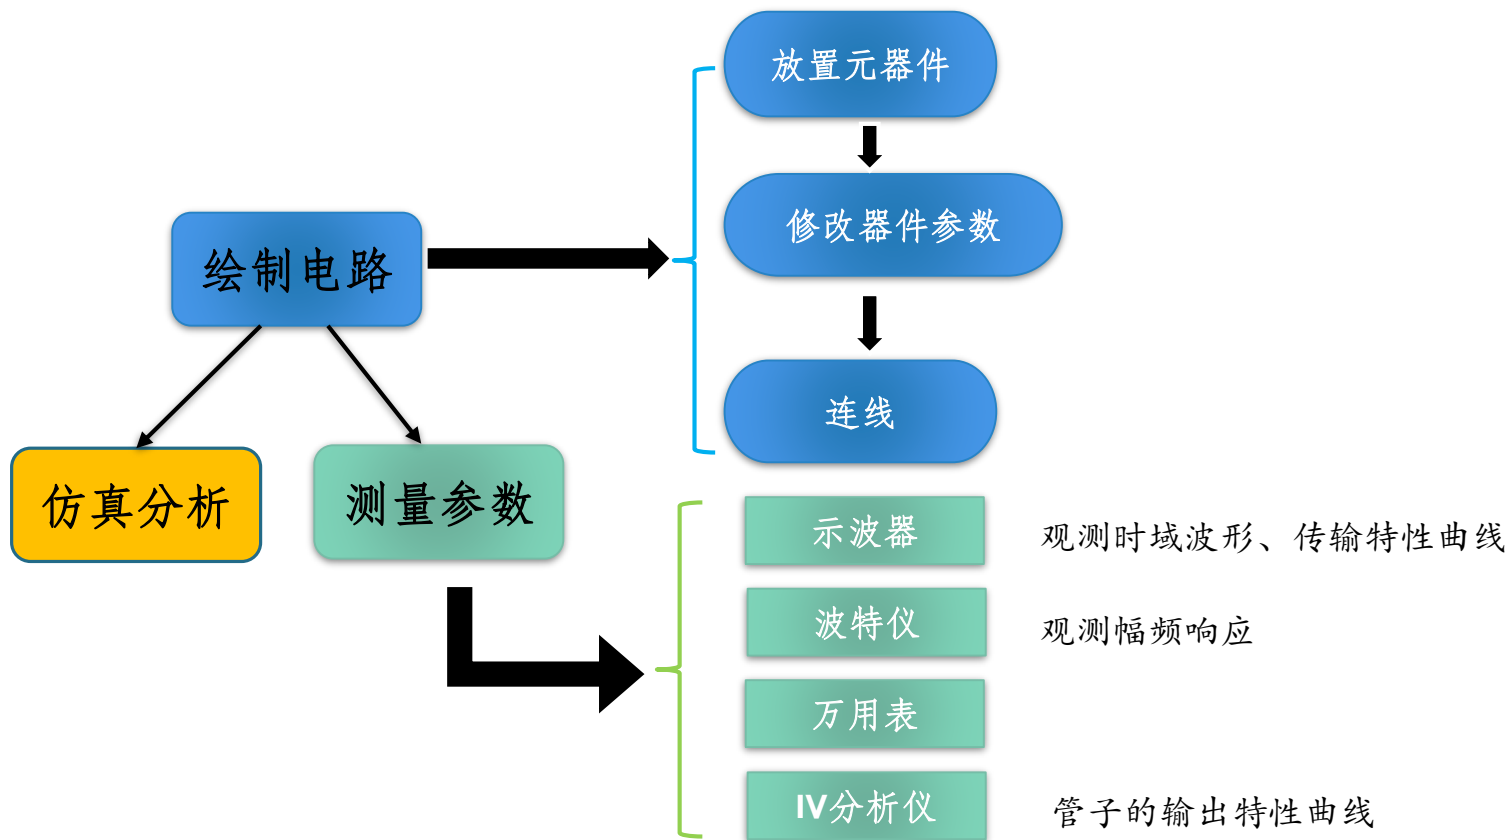 放置元器件
修改器件参数
绘制电路
连线
仿真分析
测量参数
示波器
观测时域波形、传输特性曲线
波特仪
观测幅频响应
万用表
IV分析仪
管子的输出特性曲线